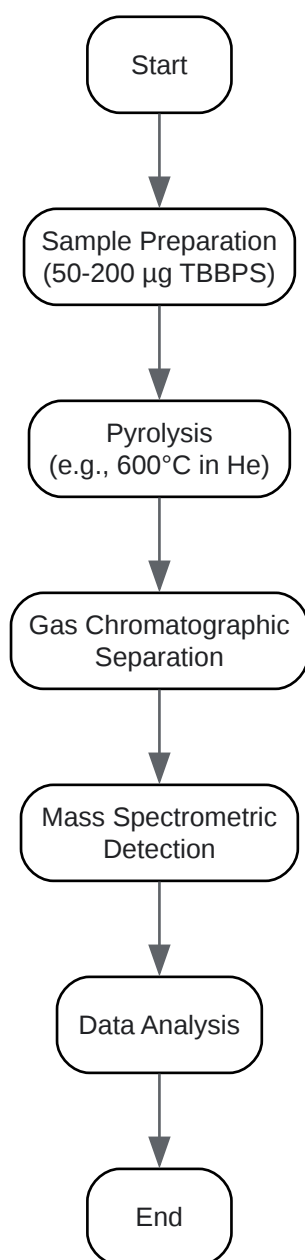 Start
Sample Preparation
(50-200 µg TBBPS)
Pyrolysis
(e.g., 600°C in He)
Gas Chromatographic
Separation
Mass Spectrometric
Detection
Data Analysis
End